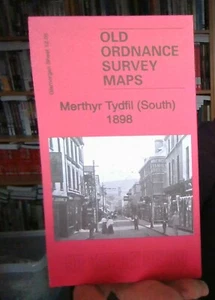 OLD
ORDNANCE
SURVEY
MAPS
Merthyr Tydfil (South)
1898